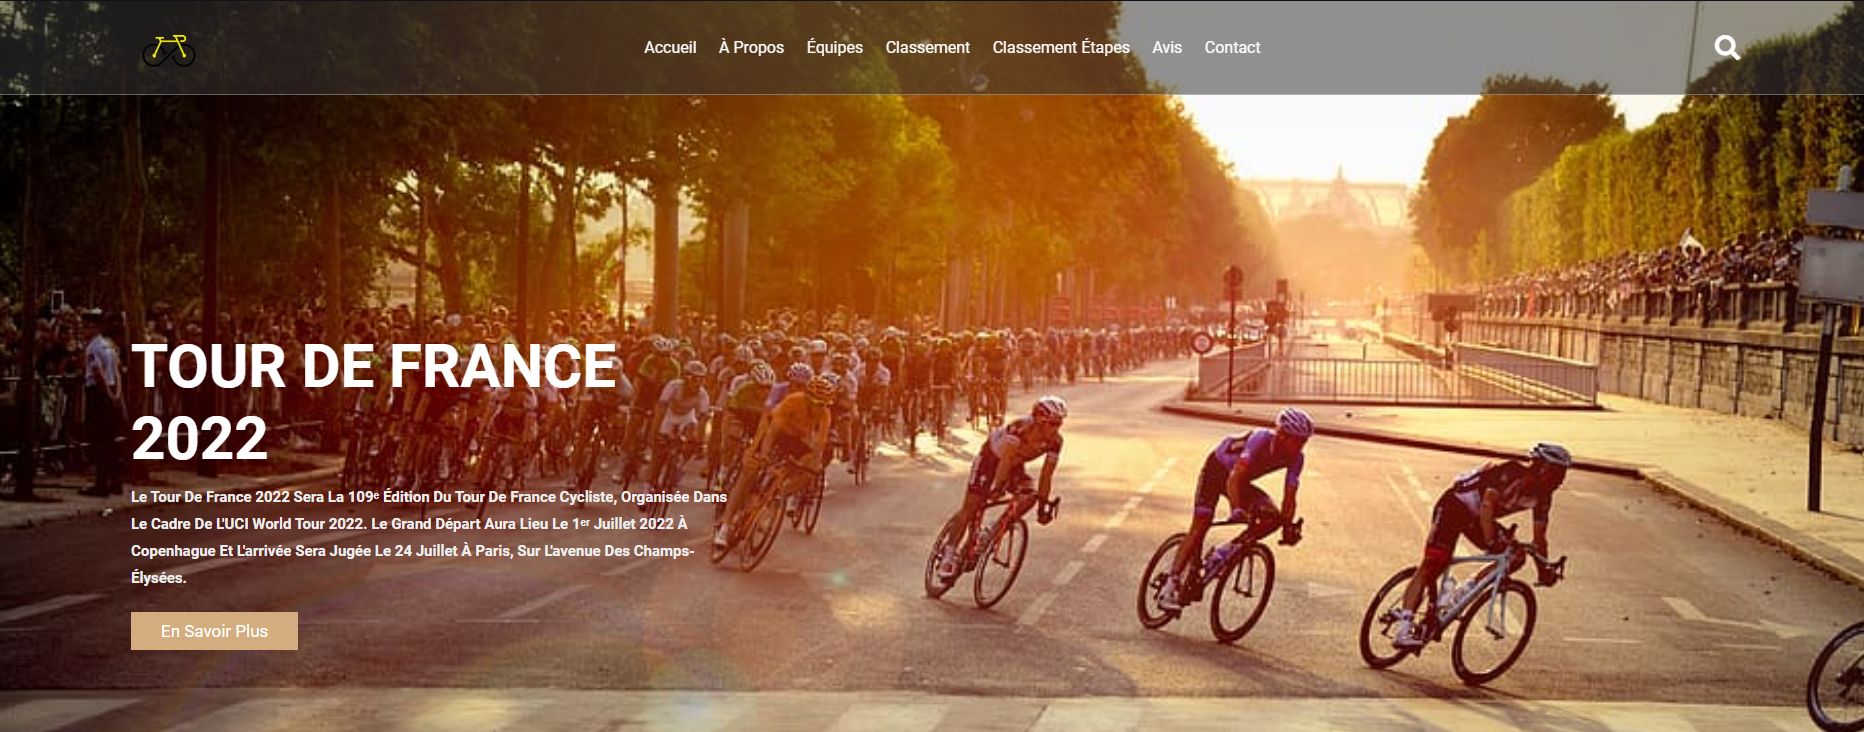 Accueil À Propos Équipes Classement Classement Étapes Avis Contact
TOUR DE FRANCE
2022
Le Tour De France 2022 Sera La 109ᵉ Édition Du Tour De France Cycliste, Organisée Dans
Le Cadre De L'UCI World Tour 2022. Le Grand Départ Aura Lieu Le 1ᵉʳ Juillet 2022 À
Copenhague Et L'arrivée Sera Jugée Le 24 Juillet À Paris, Sur L'avenue Des Champs-
Élysées.
En Savoir Plus